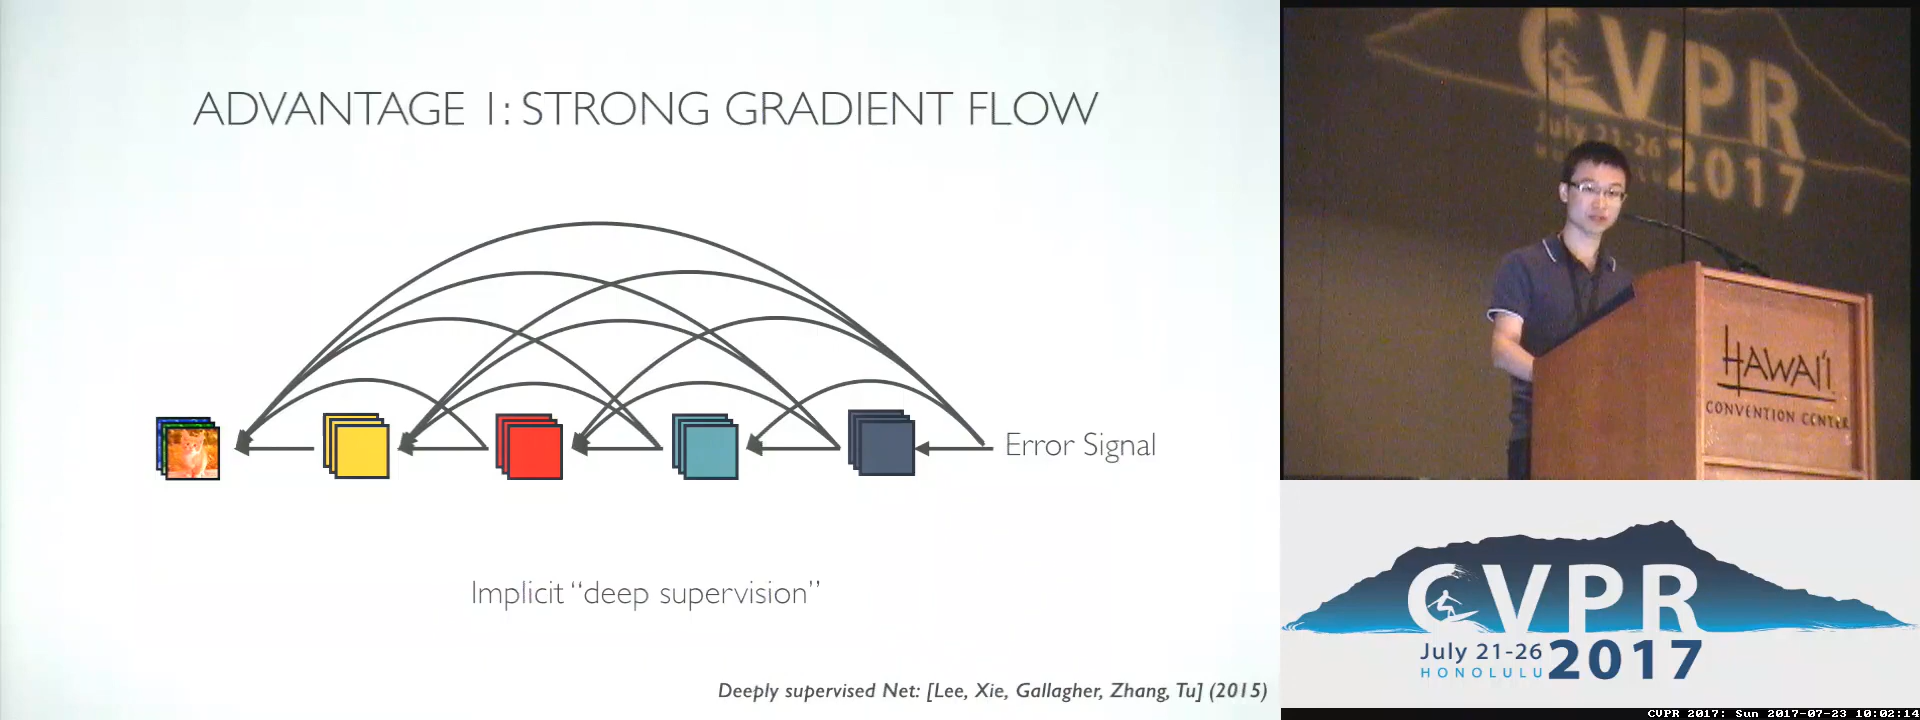 ADVANTAGE 1: STRONG GRADIENT FLOW
Error Signal
Implicit “deep supervision”
Deeply supervised Net: [Lee, Xie, Gallagher, Zhang, Tu] (2015)
CVPR
July 21-26
2017
HAWAI'I
CONVENTION CENTER
CVPR
July 21-26
HONOLULU
2017
CVPR 2017: Sun 2017-07-23 10:02:14